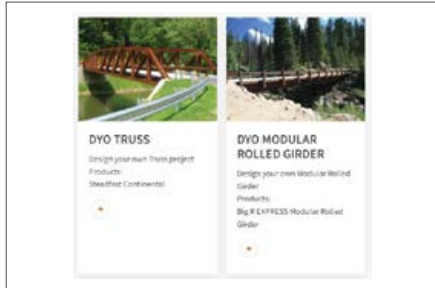 DYO TRUSS
Design your own Truss project
Products:
Steadfast Continental
DYO MODULAR
ROLLED GIRDER
Design your own Modular Rolled
Girder
Products:
Big R EXPRESS Modular Rolled
Girder